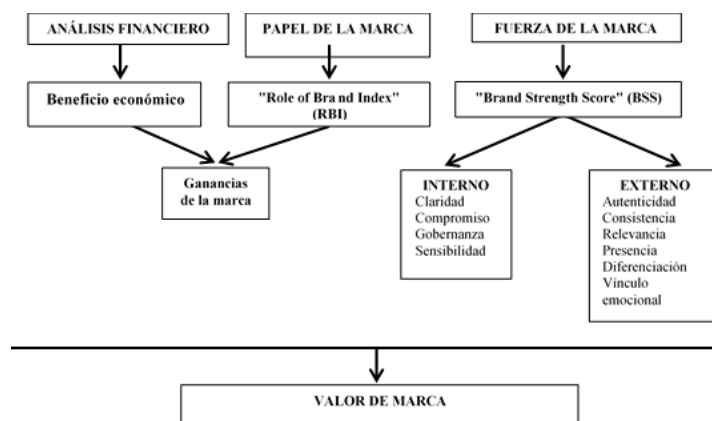 ANÁLISIS FINANCIERO
PAPEL DE LA MARCA
FUERZA DE LA MARCA
Beneficio económico
"Role of Brand Index"
(RBI)
"Brand Strength Score" (BSS)
Ganancias
de la marca
INTERNO
Claridad
Compromiso
Gobernanza
Sensibilidad
EXTERNO
Autenticidad
Consistencia
Relevancia
Presencia
Diferenciación
Vínculo
emocional
VALOR DE MARCA